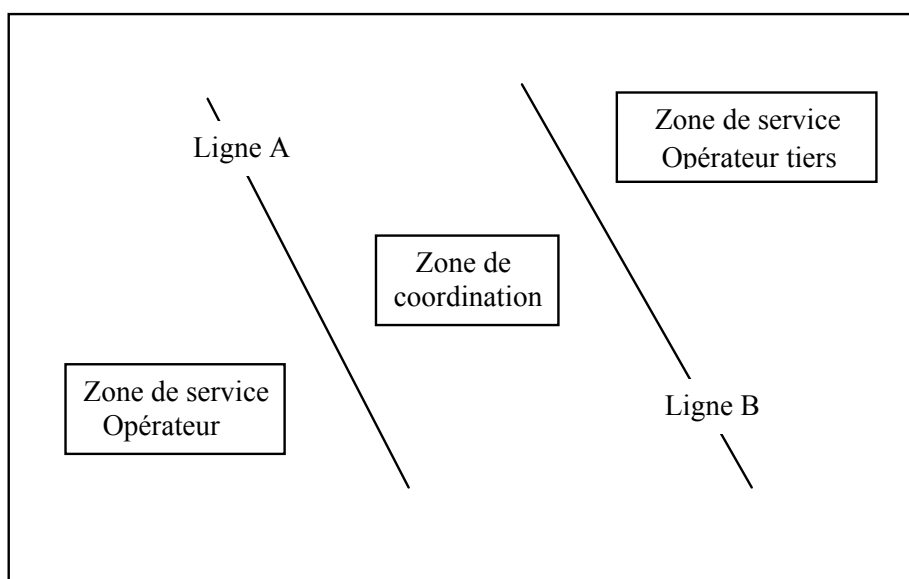 Zone de service
Opérateur tiers
Ligne A
Zone de
coordination
Zone de service
Opérateur
Ligne B